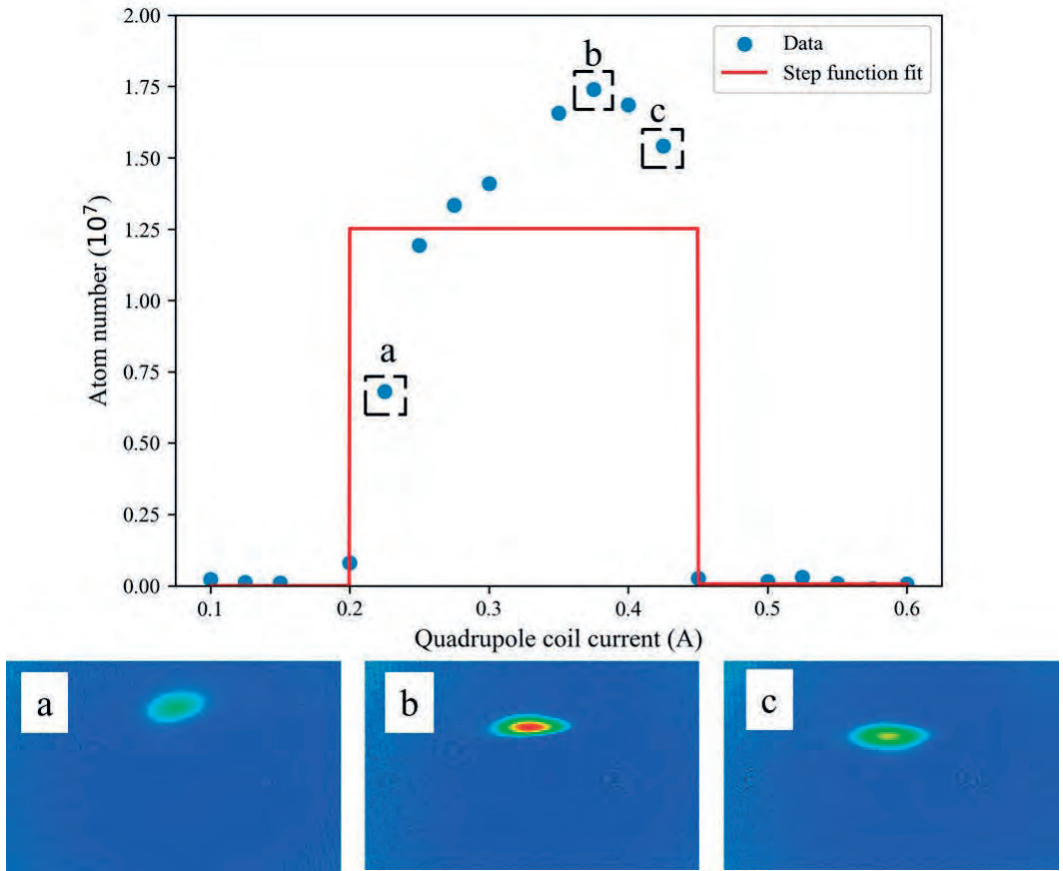 2.00
1.75
1.50
1.25
1.00
0.75
0.50
0.25
0.00
Atom number (10⁷)
Data
Step function fit
b
c
a
0.1 0.2 0.3 0.4 0.5 0.6
Quadrupole coil current (A)
a b c